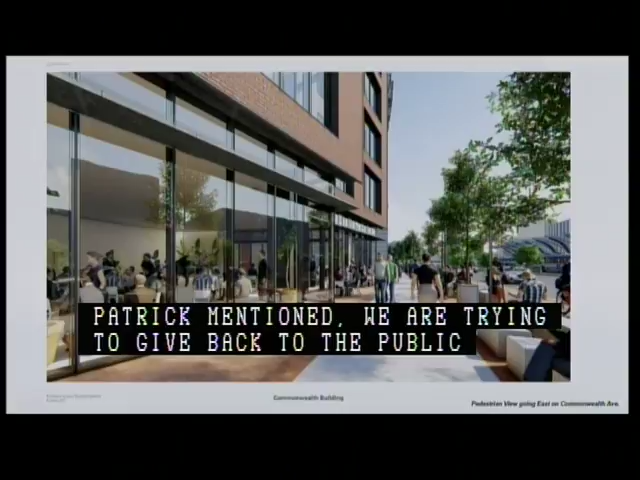 PATRICK MENTIONED, WE ARE TRYING
TO GIVE BACK TO THE PUBLIC
Commonwealth Building
Pedestrian View going East on Commonwealth Ave.